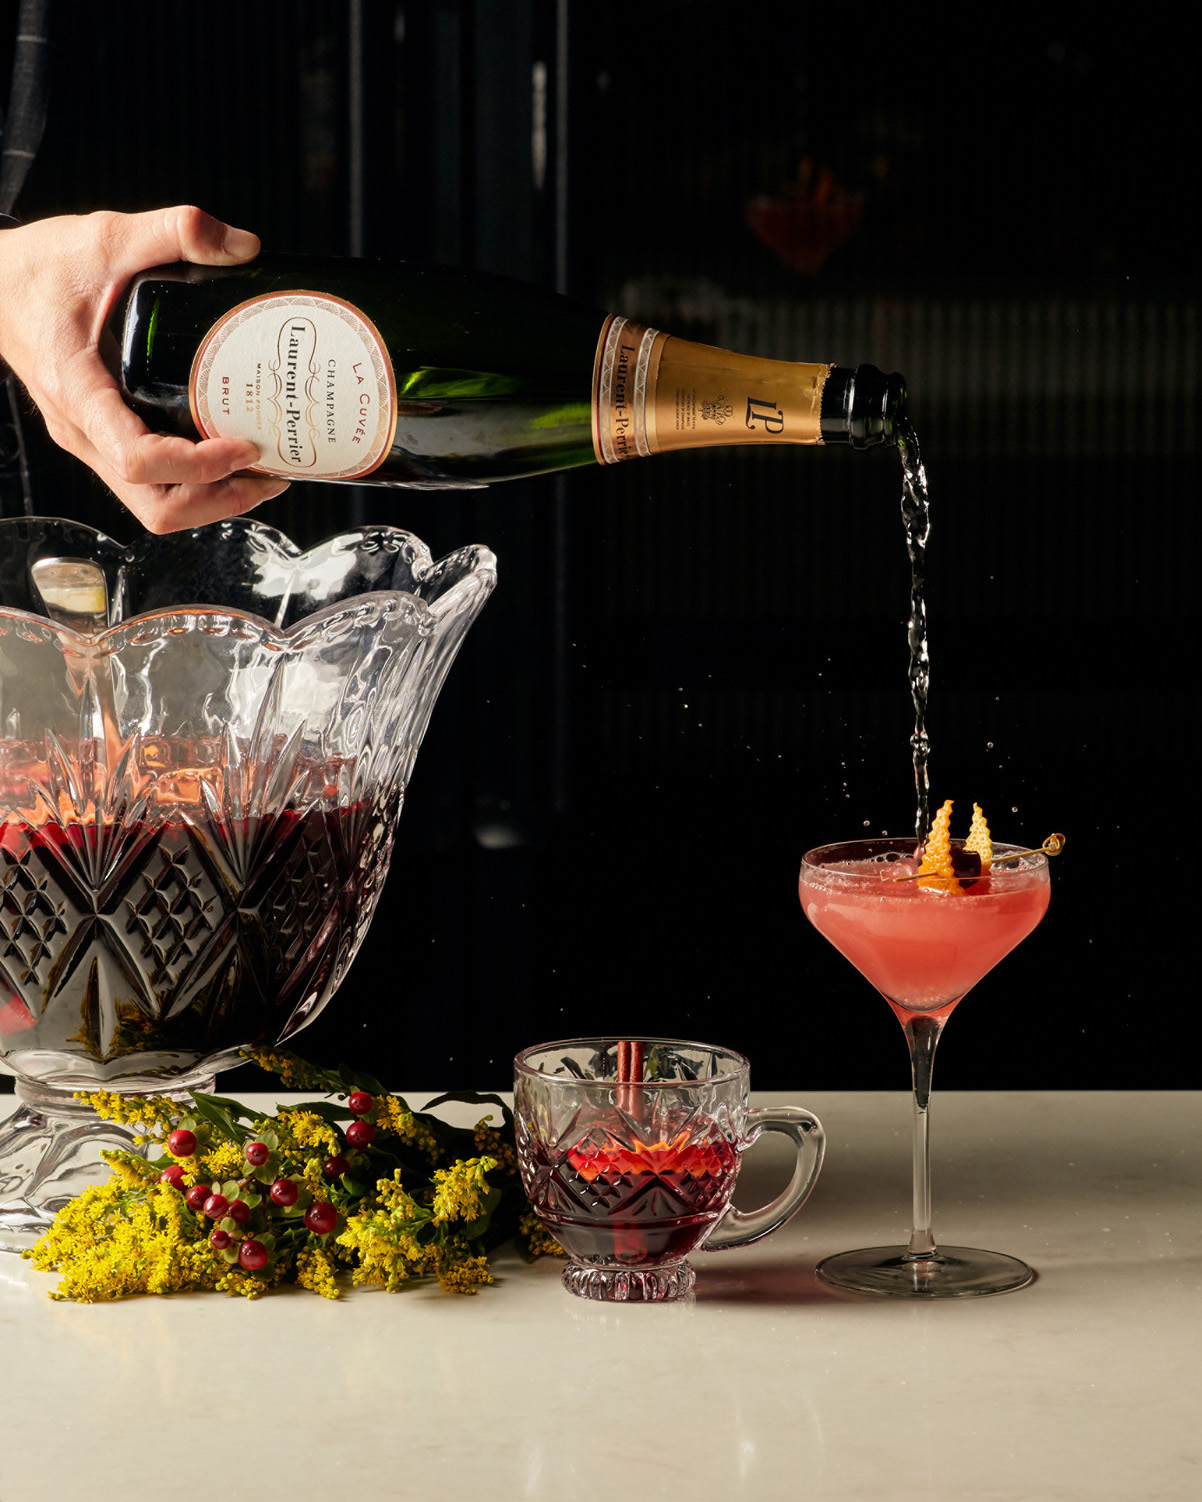 LA CUVÉE
CHAMPAGNE
Laurent-Perrier
MAISON FONDÉE
1812
BRUT
Laurent-Perrier
LP